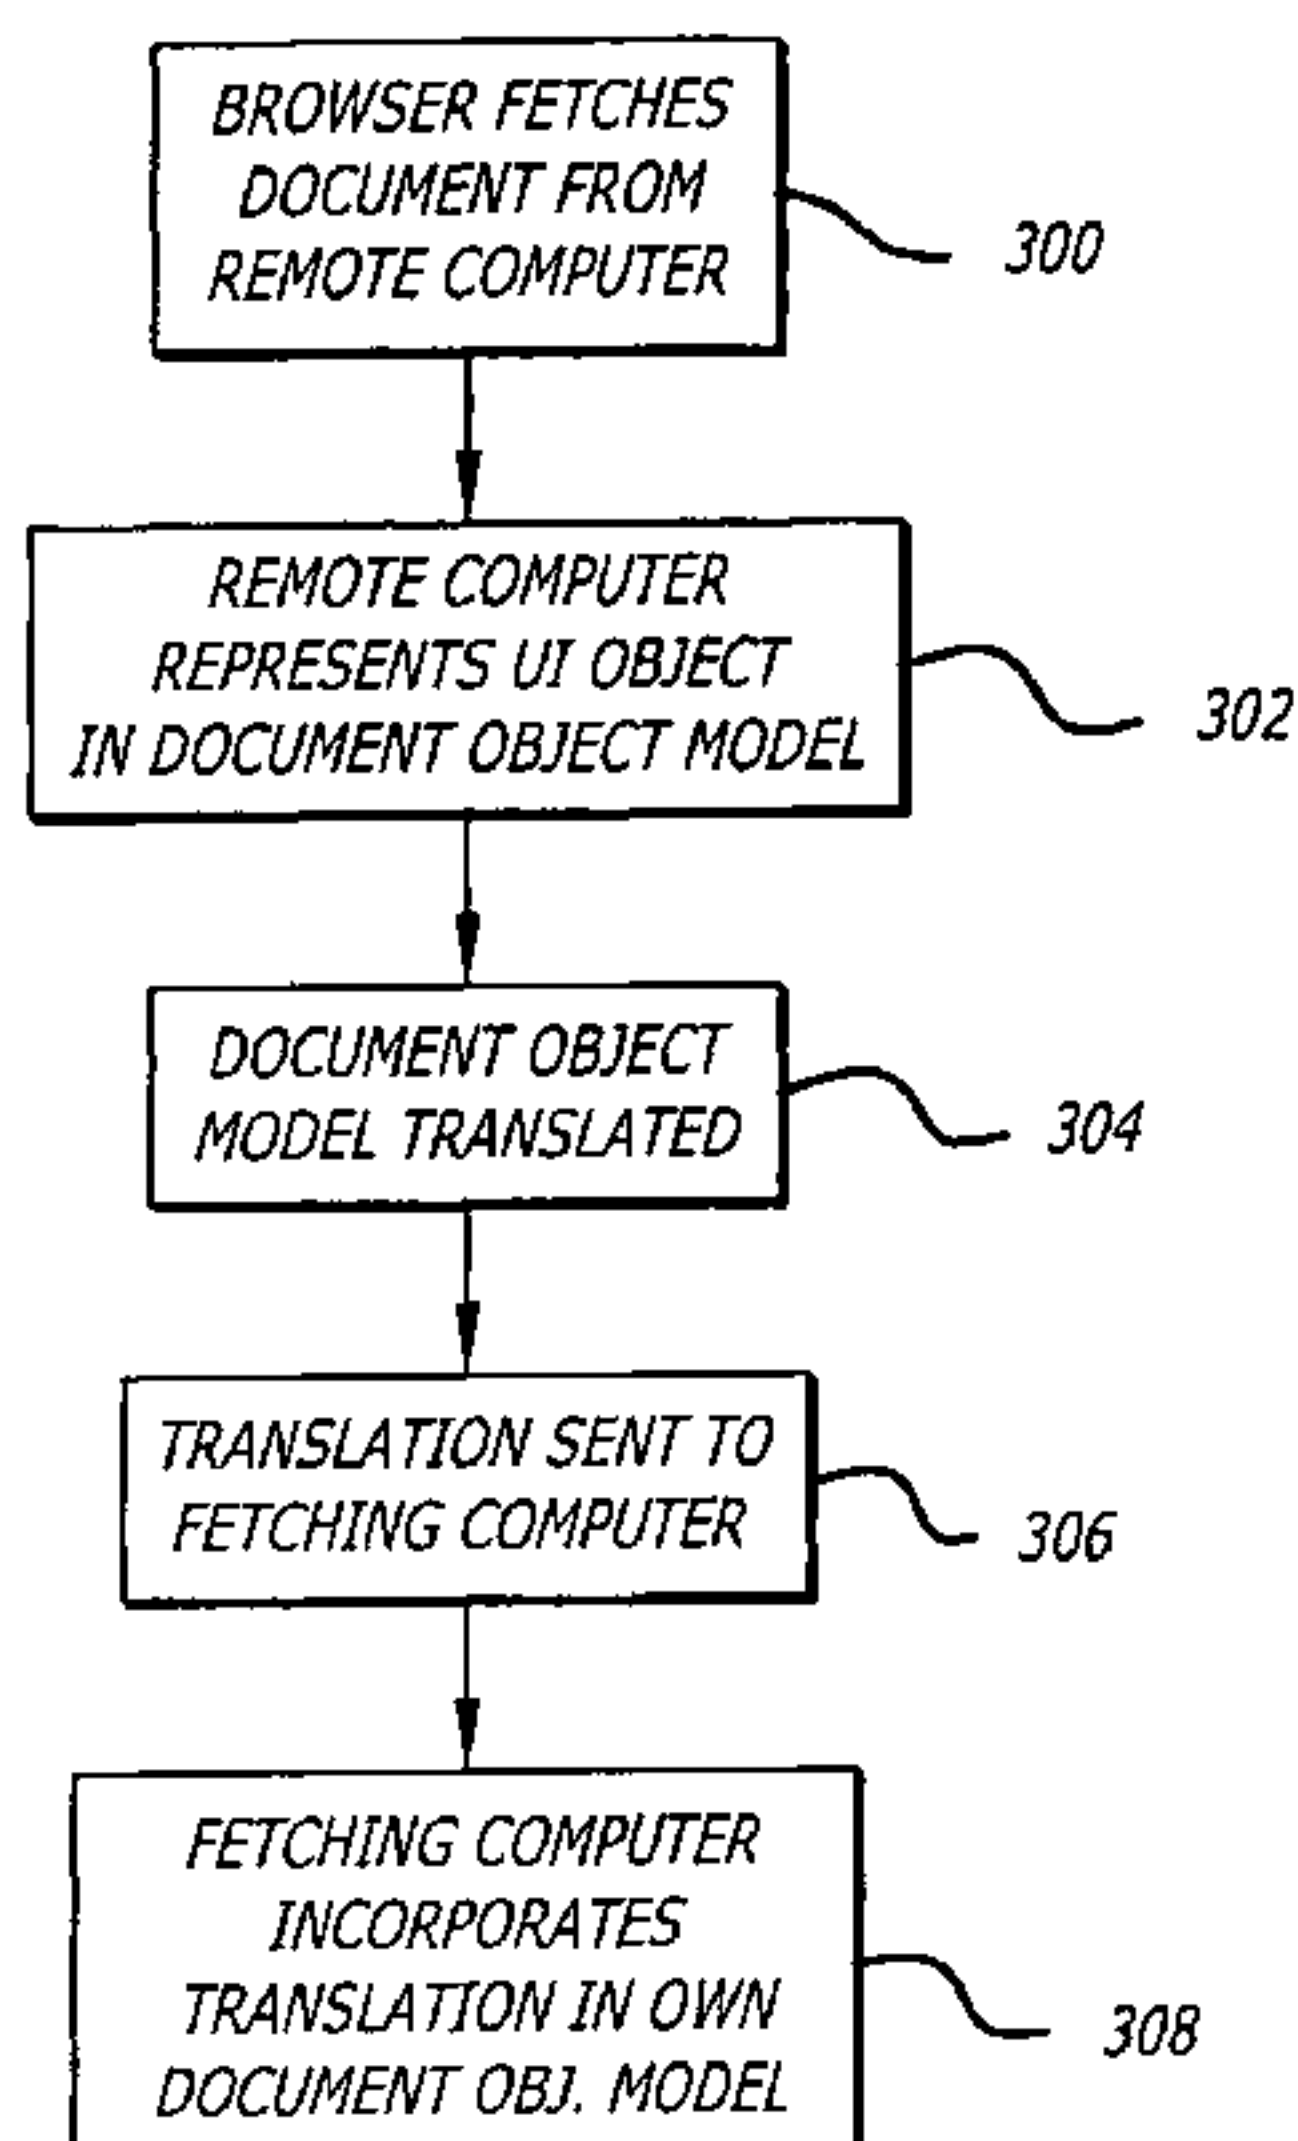 BROWSER FETCHES
DOCUMENT FROM
REMOTE COMPUTER
300
REMOTE COMPUTER
REPRESENTS UI OBJECT
IN DOCUMENT OBJECT MODEL
302
DOCUMENT OBJECT
MODEL TRANSLATED
304
TRANSLATION SENT TO
FETCHING COMPUTER
306
FETCHING COMPUTER
INCORPORATES
TRANSLATION IN OWN
DOCUMENT OBJ. MODEL
308